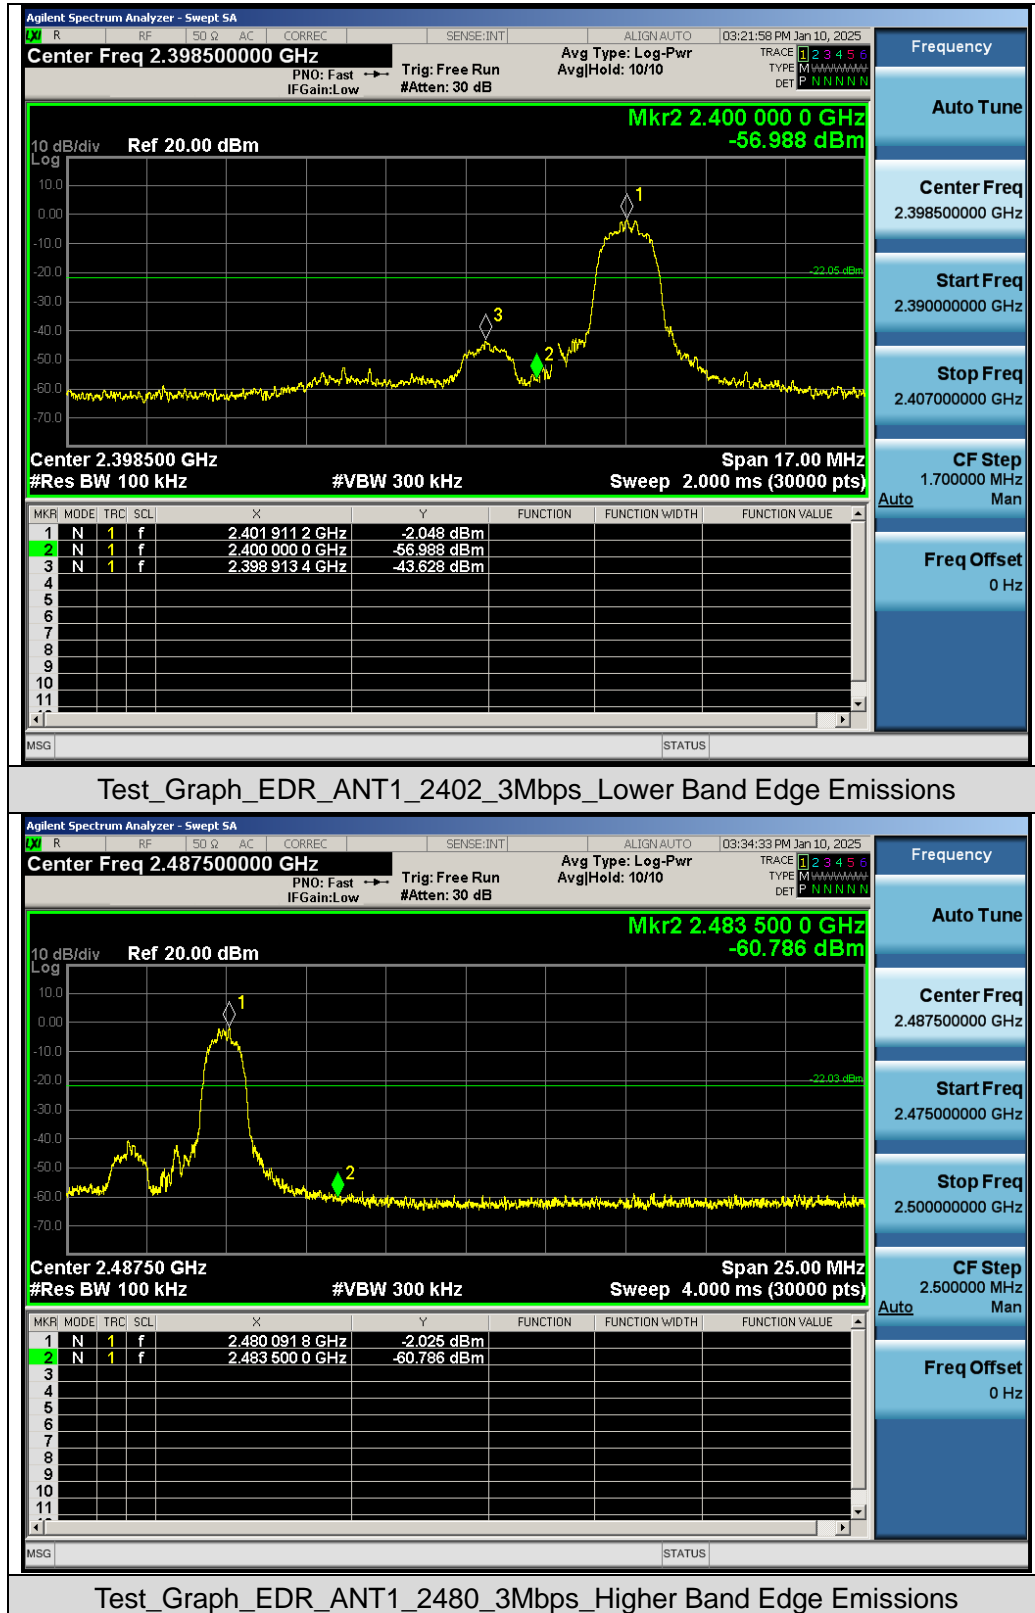 Agilent Spectrum Analyzer - Swept SA
LXI R RF 50 Ω AC CORREC SENSE:INT ALIGN AUTO 03:21:58 PM Jan 10, 2025
Center Freq 2.398500000 GHz
PNO: Fast
IFGain:Low
Trig: Free Run
#Atten: 30 dB
Avg Type: Log-Pwr
Avg|Hold: 10/10
TRACE 1 2 3 4 5 6
TYPE M WWWWW
DET P N N N N N
Mkr2 2.400 000 0 GHz
-56.988 dBm
10 dB/div Ref 20.00 dBm
Log
10.0
0.00
-10.0
-20.0
-30.0
-40.0
-50.0
-60.0
-70.0
1
-22.05 dBm
3
2
Center 2.398500 GHz Span 17.00 MHz
#Res BW 100 kHz #VBW 300 kHz Sweep 2.000 ms (30000 pts)
MKR MODE TRC SCL X Y FUNCTION FUNCTION WIDTH FUNCTION VALUE
1 N 1 f 2.401 911 2 GHz -2.048 dBm
2 N 1 f 2.400 000 0 GHz -56.988 dBm
3 N 1 f 2.398 913 4 GHz -43.628 dBm
4
5
6
7
8
9
10
11
MSG STATUS
Frequency
Auto Tune
Center Freq
2.398500000 GHz
Start Freq
2.390000000 GHz
Stop Freq
2.407000000 GHz
CF Step
1.700000 MHz
Auto Man
Freq Offset
0 Hz
Test_Graph_EDR_ANT1_2402_3Mbps_Lower Band Edge Emissions
Agilent Spectrum Analyzer - Swept SA
LXI R RF 50 Ω AC CORREC SENSE:INT ALIGN AUTO 03:34:33 PM Jan 10, 2025
Center Freq 2.487500000 GHz
PNO: Fast
IFGain:Low
Trig: Free Run
#Atten: 30 dB
Avg Type: Log-Pwr
Avg|Hold: 10/10
TRACE 1 2 3 4 5 6
TYPE M WWWWW
DET P N N N N N
Mkr2 2.483 500 0 GHz
-60.786 dBm
10 dB/div Ref 20.00 dBm
Log
10.0
0.00
-10.0
-20.0
-30.0
-40.0
-50.0
-60.0
-70.0
1
-22.03 dBm
2
Center 2.48750 GHz Span 25.00 MHz
#Res BW 100 kHz #VBW 300 kHz Sweep 4.000 ms (30000 pts)
MKR MODE TRC SCL X Y FUNCTION FUNCTION WIDTH FUNCTION VALUE
1 N 1 f 2.480 091 8 GHz -2.025 dBm
2 N 1 f 2.483 500 0 GHz -60.786 dBm
3
4
5
6
7
8
9
10
11
MSG STATUS
Frequency
Auto Tune
Center Freq
2.487500000 GHz
Start Freq
2.475000000 GHz
Stop Freq
2.500000000 GHz
CF Step
2.500000 MHz
Auto Man
Freq Offset
0 Hz
Test_Graph_EDR_ANT1_2480_3Mbps_Higher Band Edge Emissions